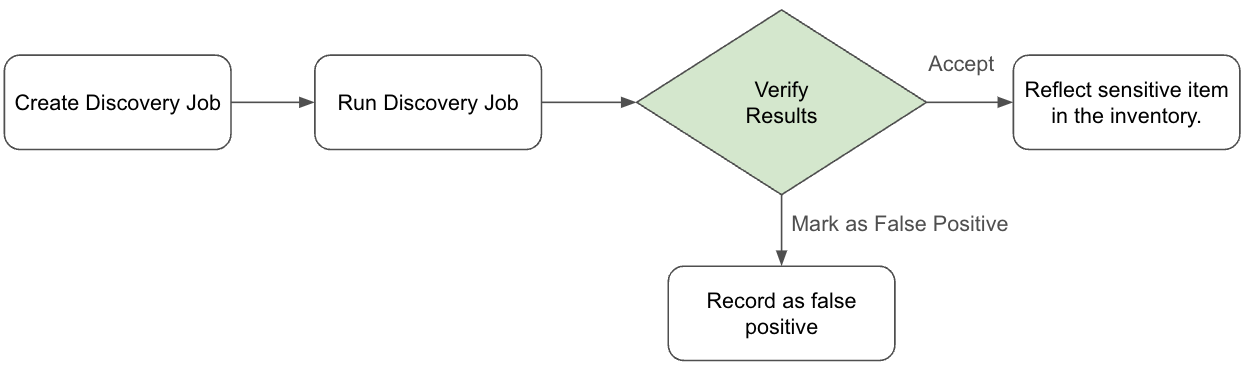 Create Discovery Job
Run Discovery Job
Verify
Results
Accept
Reflect sensitive item
in the inventory.
Mark as False Positive
Record as false
positive